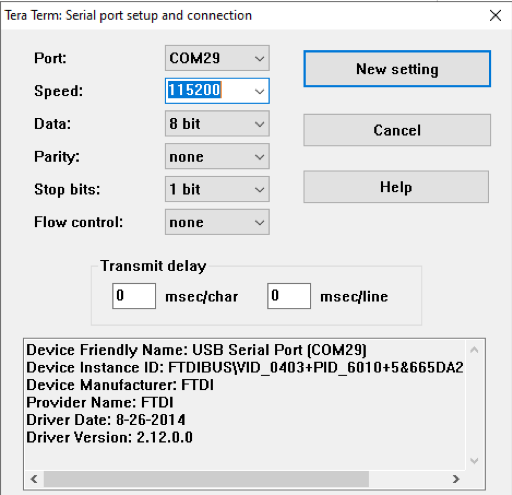 Tera Term: Serial port setup and connection
Port: COM29
New setting
Speed: 115200
Data: 8 bit
Cancel
Parity: none
Stop bits: 1 bit
Help
Flow control: none
Transmit delay
0 msec/char 0 msec/line
Device Friendly Name: USB Serial Port (COM29)
Device Instance ID: FTDIBUS\VID_0403+PID_6010+5&665DA2
Device Manufacturer: FTDI
Provider Name: FTDI
Driver Date: 8-26-2014
Driver Version: 2.12.0.0